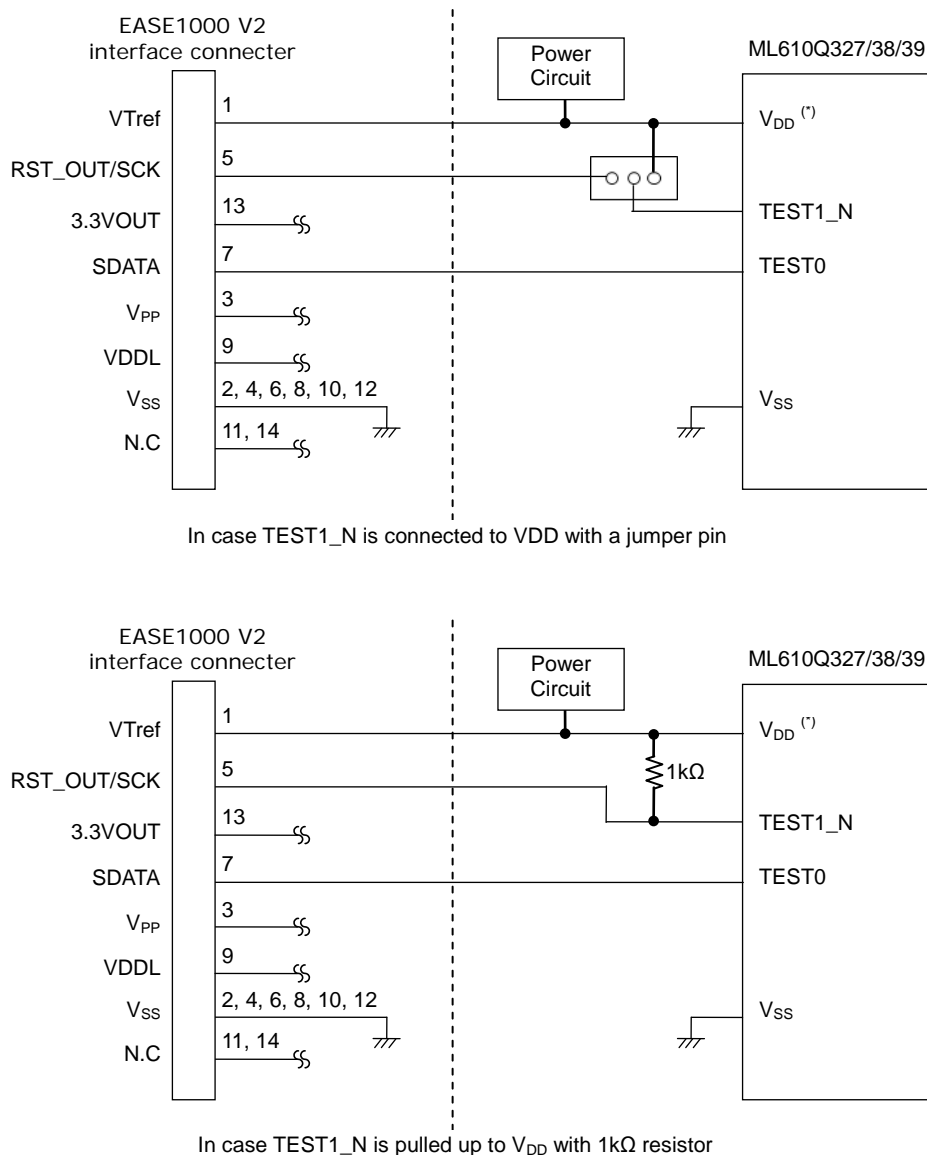 EASE1000 V2
interface connecter
Power
Circuit
ML610Q327/38/39
VTref
1
VDD (*)
RST_OUT/SCK
5
TEST1_N
3.3VOUT
13
SDATA
7
TEST0
VPP
3
VDDL
9
VSS
2, 4, 6, 8, 10, 12
VSS
N.C
11, 14
In case TEST1_N is connected to VDD with a jumper pin
EASE1000 V2
interface connecter
Power
Circuit
ML610Q327/38/39
VTref
1
VDD (*)
RST_OUT/SCK
5
1kΩ
TEST1_N
3.3VOUT
13
SDATA
7
TEST0
VPP
3
VDDL
9
VSS
2, 4, 6, 8, 10, 12
VSS
N.C
11, 14
In case TEST1_N is pulled up to VDD with 1kΩ resistor